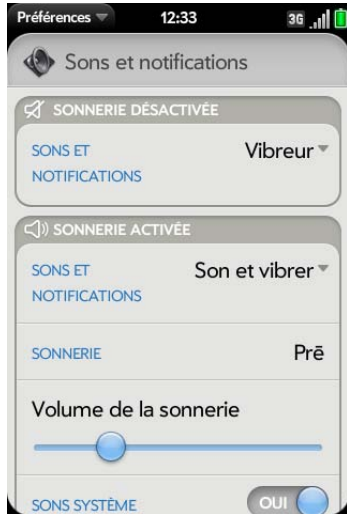 Préférences 12:33 3G
Sons et notifications
SONNERIE DÉSACTIVÉE
SONS ET Vibreur
NOTIFICATIONS
SONNERIE ACTIVÉE
SONS ET Son et vibrer
NOTIFICATIONS
SONNERIE Prē
Volume de la sonnerie
SONS SYSTÈME OUI